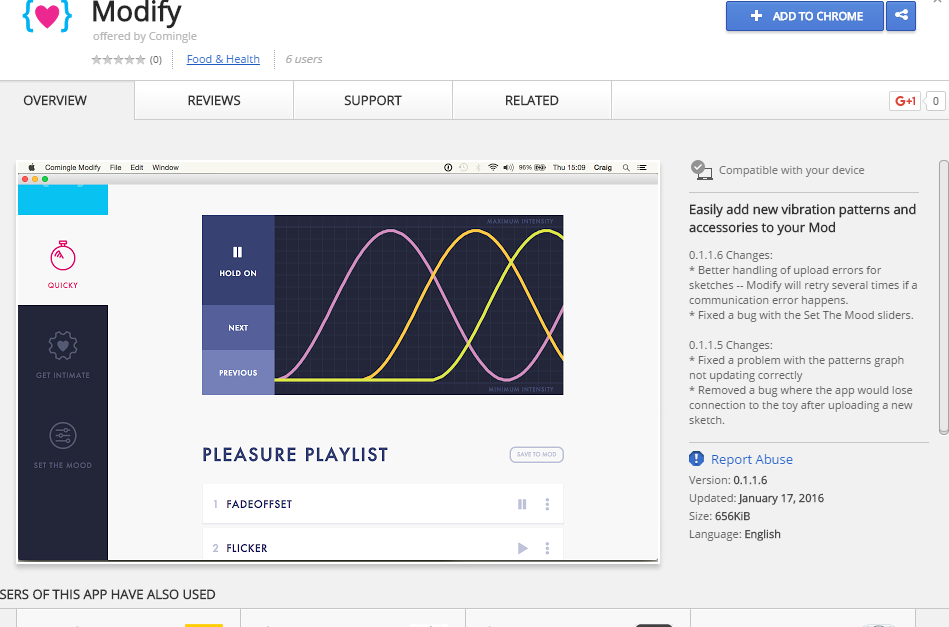 Modify
offered by Comingle
(0)
Food & Health
6 users
ADD TO CHROME
OVERVIEW
REVIEWS
SUPPORT
RELATED
G+1
0
Comingle Modify File Edit Window
96% Thu 15:09 Craig
QUICKY
GET INTIMATE
SET THE MOOD
HOLD ON
NEXT
PREVIOUS
MAXIMUM INTENSITY
MINIMUM INTENSITY
PLEASURE PLAYLIST
SAVE TO MOD
1 FADEOFFSET
2 FLICKER
Compatible with your device
Easily add new vibration patterns and
accessories to your Mod
0.1.1.6 Changes:
* Better handling of upload errors for
sketches -- Modify will retry several times if a
communication error happens.
* Fixed a bug with the Set The Mood sliders.
0.1.1.5 Changes:
* Fixed a problem with the patterns graph
not updating correctly
* Removed a bug where the app would lose
connection to the toy after uploading a new
sketch.
Report Abuse
Version: 0.1.1.6
Updated: January 17, 2016
Size: 656KiB
Language: English
SERS OF THIS APP HAVE ALSO USED